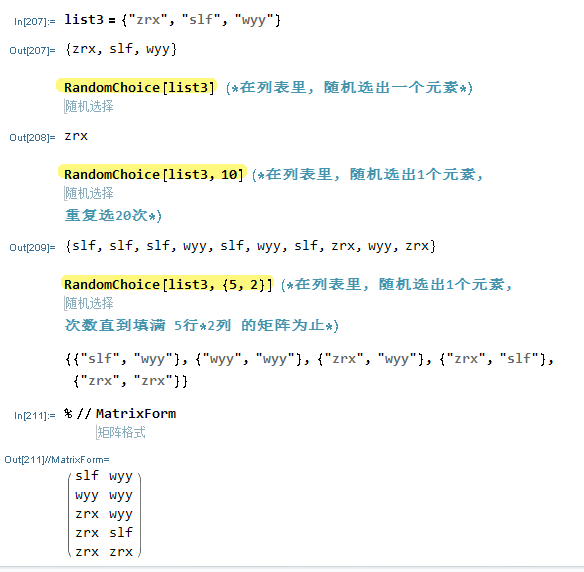 In[207]:= list3 = {"zrx", "slf", "wyy"}
Out[207]= {zrx, slf, wyy}
RandomChoice[list3] (*在列表里, 随机选出一个元素*)
随机选择
Out[208]= zrx
RandomChoice[list3, 10] (*在列表里, 随机选出1个元素,
随机选择
重复选20次*)
Out[209]= {slf, slf, slf, wyy, slf, wyy, slf, zrx, wyy, zrx}
RandomChoice[list3, {5, 2}] (*在列表里, 随机选出1个元素,
随机选择
次数直到填满 5行*2列 的矩阵为止*)
{{"slf", "wyy"}, {"wyy", "wyy"}, {"zrx", "wyy"}, {"zrx", "slf"},
{"zrx", "zrx"}}
In[211]:= % // MatrixForm
矩阵格式
Out[211]//MatrixForm=
slf wyy
wyy wyy
zrx wyy
zrx slf
zrx zrx